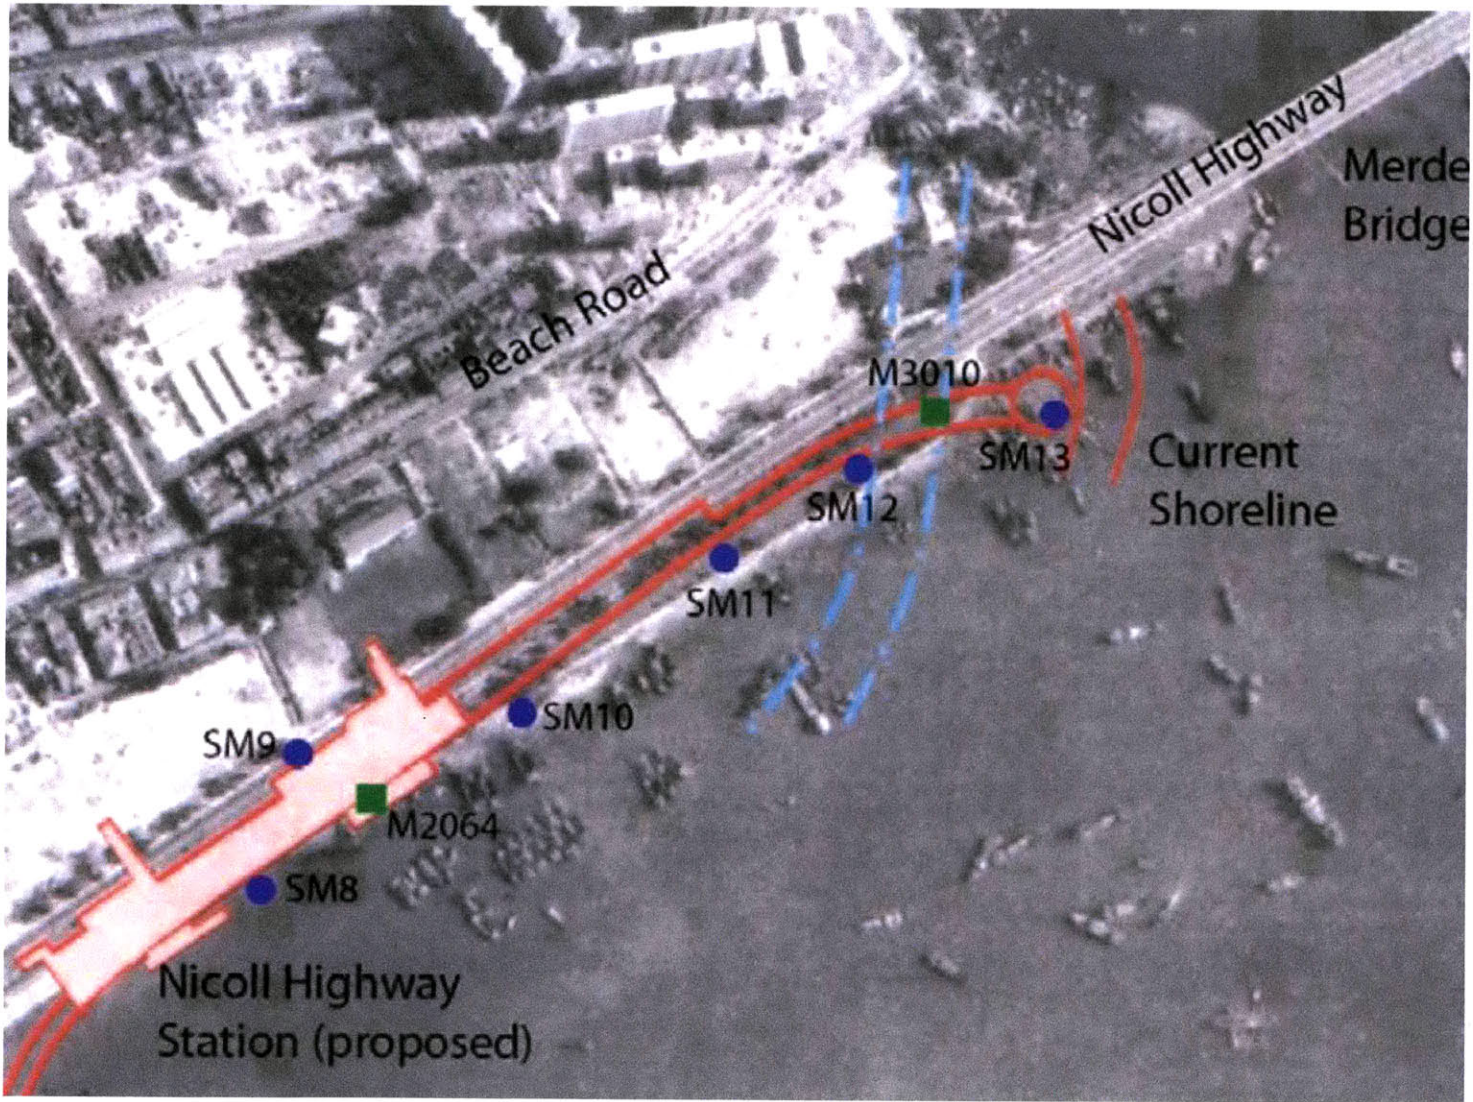 Nicoll Highway
Merde
Bridge
Beach Road
M3010
SM13
Current
Shoreline
SM12
SM11
SM10
SM9
M2064
SM8
Nicoll Highway
Station (proposed)